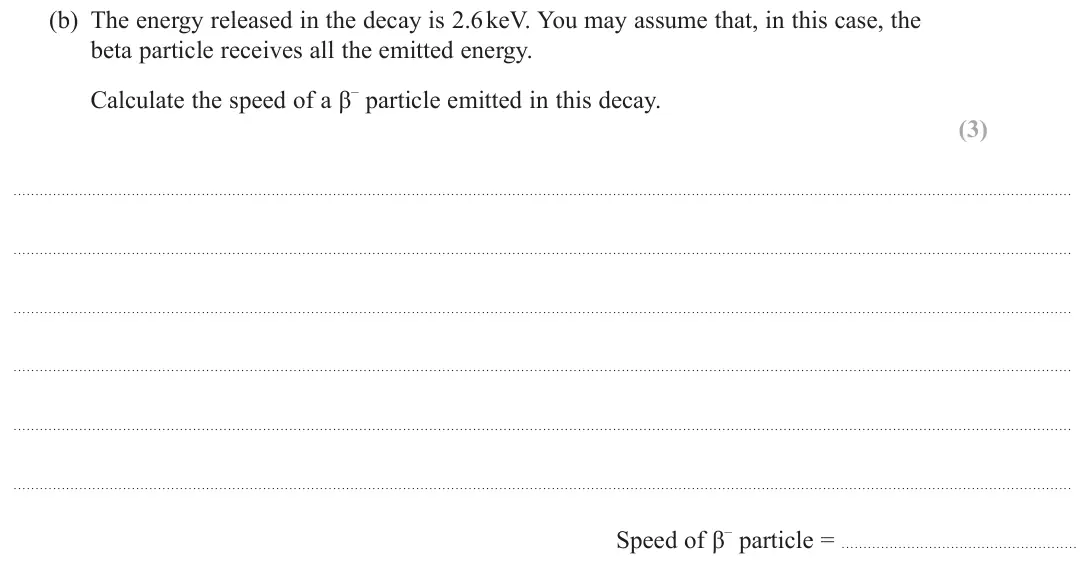 (b) The energy released in the decay is 2.6 keV. You may assume that, in this case, the
beta particle receives all the emitted energy.
Calculate the speed of a β⁻ particle emitted in this decay.
(3)
Speed of β⁻ particle =